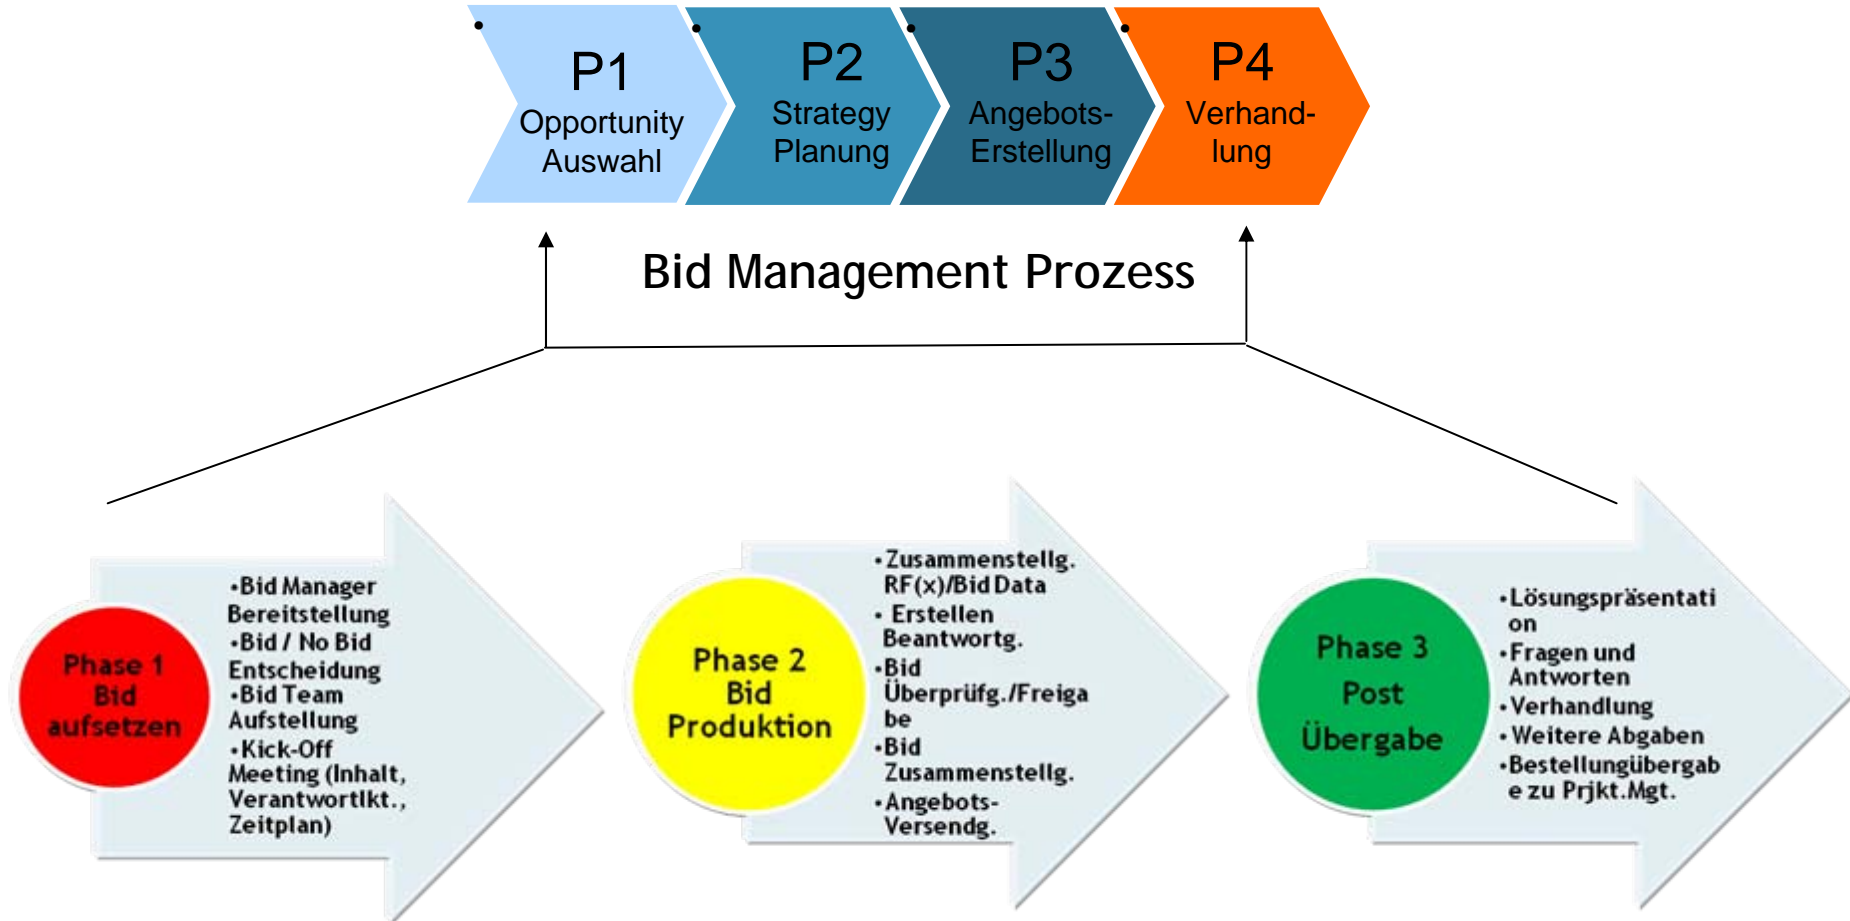 • P1
Opportunity
Auswahl
• P2
Strategy
Planung
• P3
Angebots-
Erstellung
• P4
Verhand-
lung
Bid Management Prozess
Phase 1
Bid
aufsetzen
•Bid Manager
Bereitstellung
•Bid / No Bid
Entscheidung
•Bid Team
Aufstellung
•Kick-Off
Meeting (Inhalt,
Verantwortlkt.,
Zeitplan)
Phase 2
Bid
Produktion
•Zusammenstellg.
RF(x)/Bid Data
• Erstellen
Beantwortg.
•Bid
Überprüfg./Freiga
be
•Bid
Zusammenstellg.
•Angebots-
Versendg.
Phase 3
Post
Übergabe
•Lösungspräsentati
on
•Fragen und
Antworten
•Verhandlung
•Weitere Abgaben
•Bestellungübergab
e zu Prjkt.Mgt.